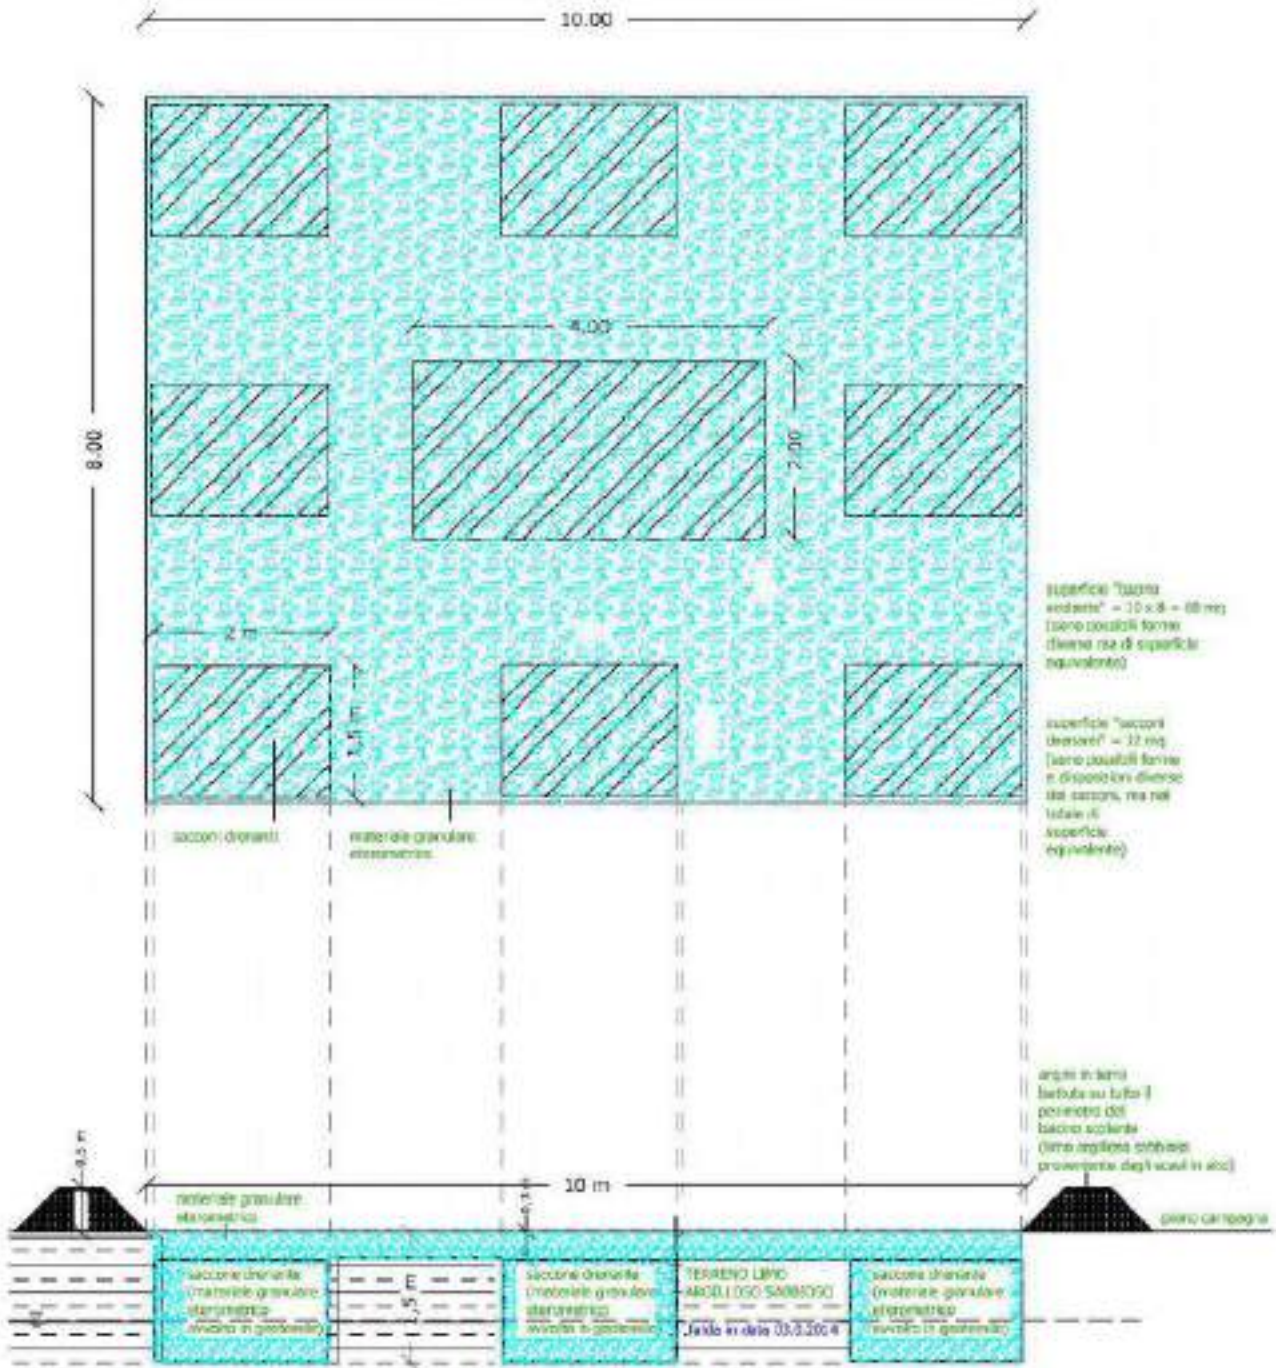 10.00
4.00
2.00
8.00
2 m
1,5 m
superficie "bacino
scolante" = 10 x 8 = 80 mq
(sono possibili forme
diverse ma di superficie
equivalente)
superficie "sacconi
drenanti" =
(sono possibili forme
e disposizioni diverse
dei sacconi, ma nel
totale di
superficie
equivalente)
sacconi drenanti
materiale granulare
eterometrico
argini in terra
battuta su tutto il
perimetro del
bacino scolante
(limo argilloso sabbioso
proveniente dagli scavi in sito)
0,5 m
10 m
materiale granulare
eterometrico
piano campagna
saccone drenante
(materiale granulare
eterometrico
avvolto in geotessile)
1,5 m
saccone drenante
(materiale granulare
eterometrico
avvolto in geotessile)
TERRENO LIMO
ARGILLOSO SABBIOSO
falda in data
saccone drenante
(materiale granulare
eterometrico
avvolto in geotessile)